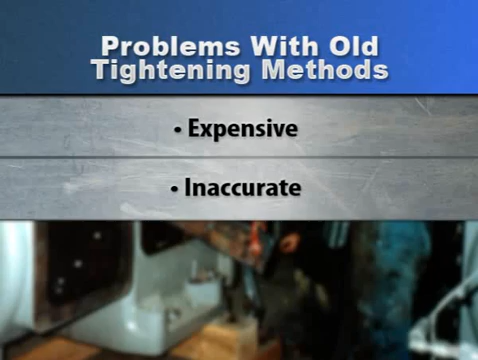 Problems With Old
Tightening Methods
• Expensive
• Inaccurate